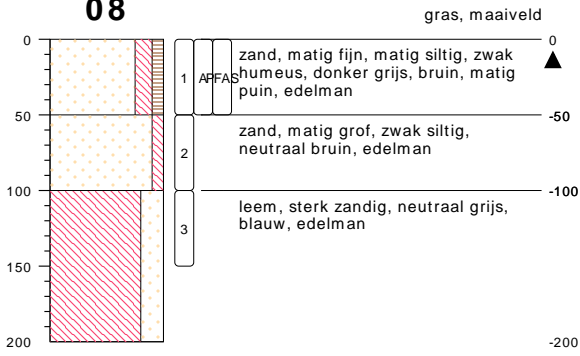 08
gras, maaiveld
0
0
zand, matig fijn, matig siltig, zwak
humeus, donker grijs, bruin, matig
puin, edelman
1
AP
PFAS
50
-50
zand, matig grof, zwak siltig,
neutraal bruin, edelman
2
100
-100
leem, sterk zandig, neutraal grijs,
blauw, edelman
3
150
200
-200